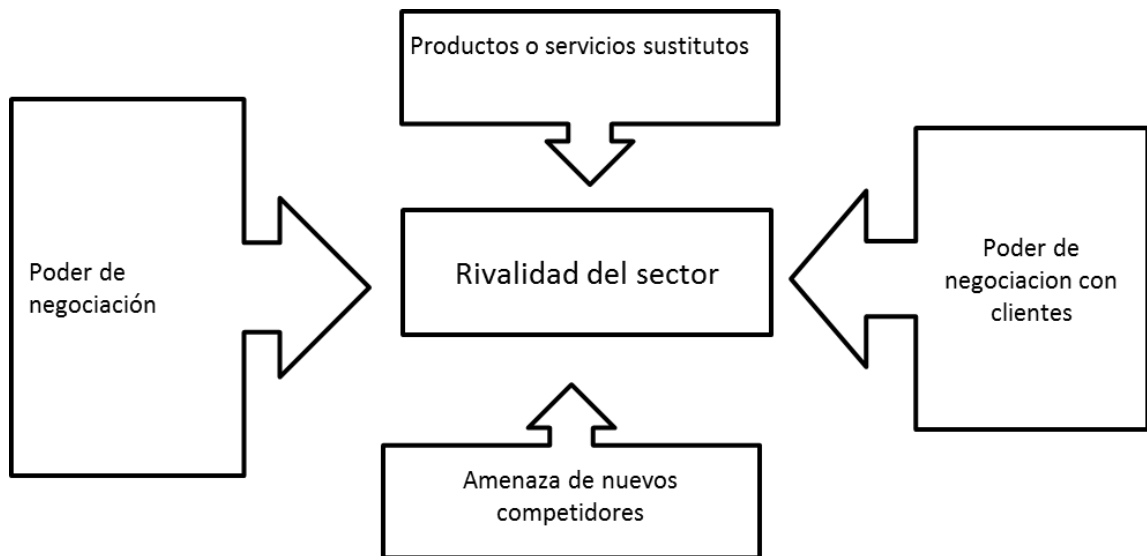 Productos o servicios sustitutos
Poder de
negociación
Rivalidad del sector
Poder de
negociacion con
clientes
Amenaza de nuevos
competidores